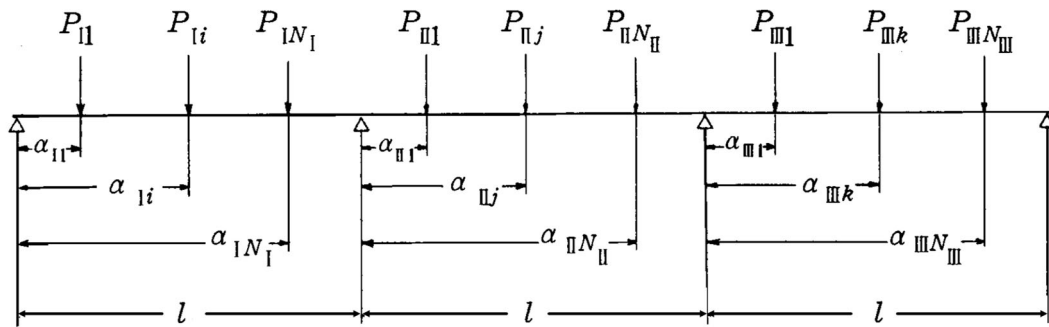 P_{Ⅰ1} P_{Ⅰi} P_{ⅠN_Ⅰ} P_{Ⅱ1} P_{Ⅱj} P_{ⅡN_Ⅱ} P_{Ⅲ1} P_{Ⅲk} P_{ⅢN_Ⅲ}
α_{Ⅰ1} α_{Ⅱ1} α_{Ⅲ1}
α_{Ⅰi} α_{Ⅱj} α_{Ⅲk}
α_{ⅠN_Ⅰ} α_{ⅡN_Ⅱ} α_{ⅢN_Ⅲ}
l l l